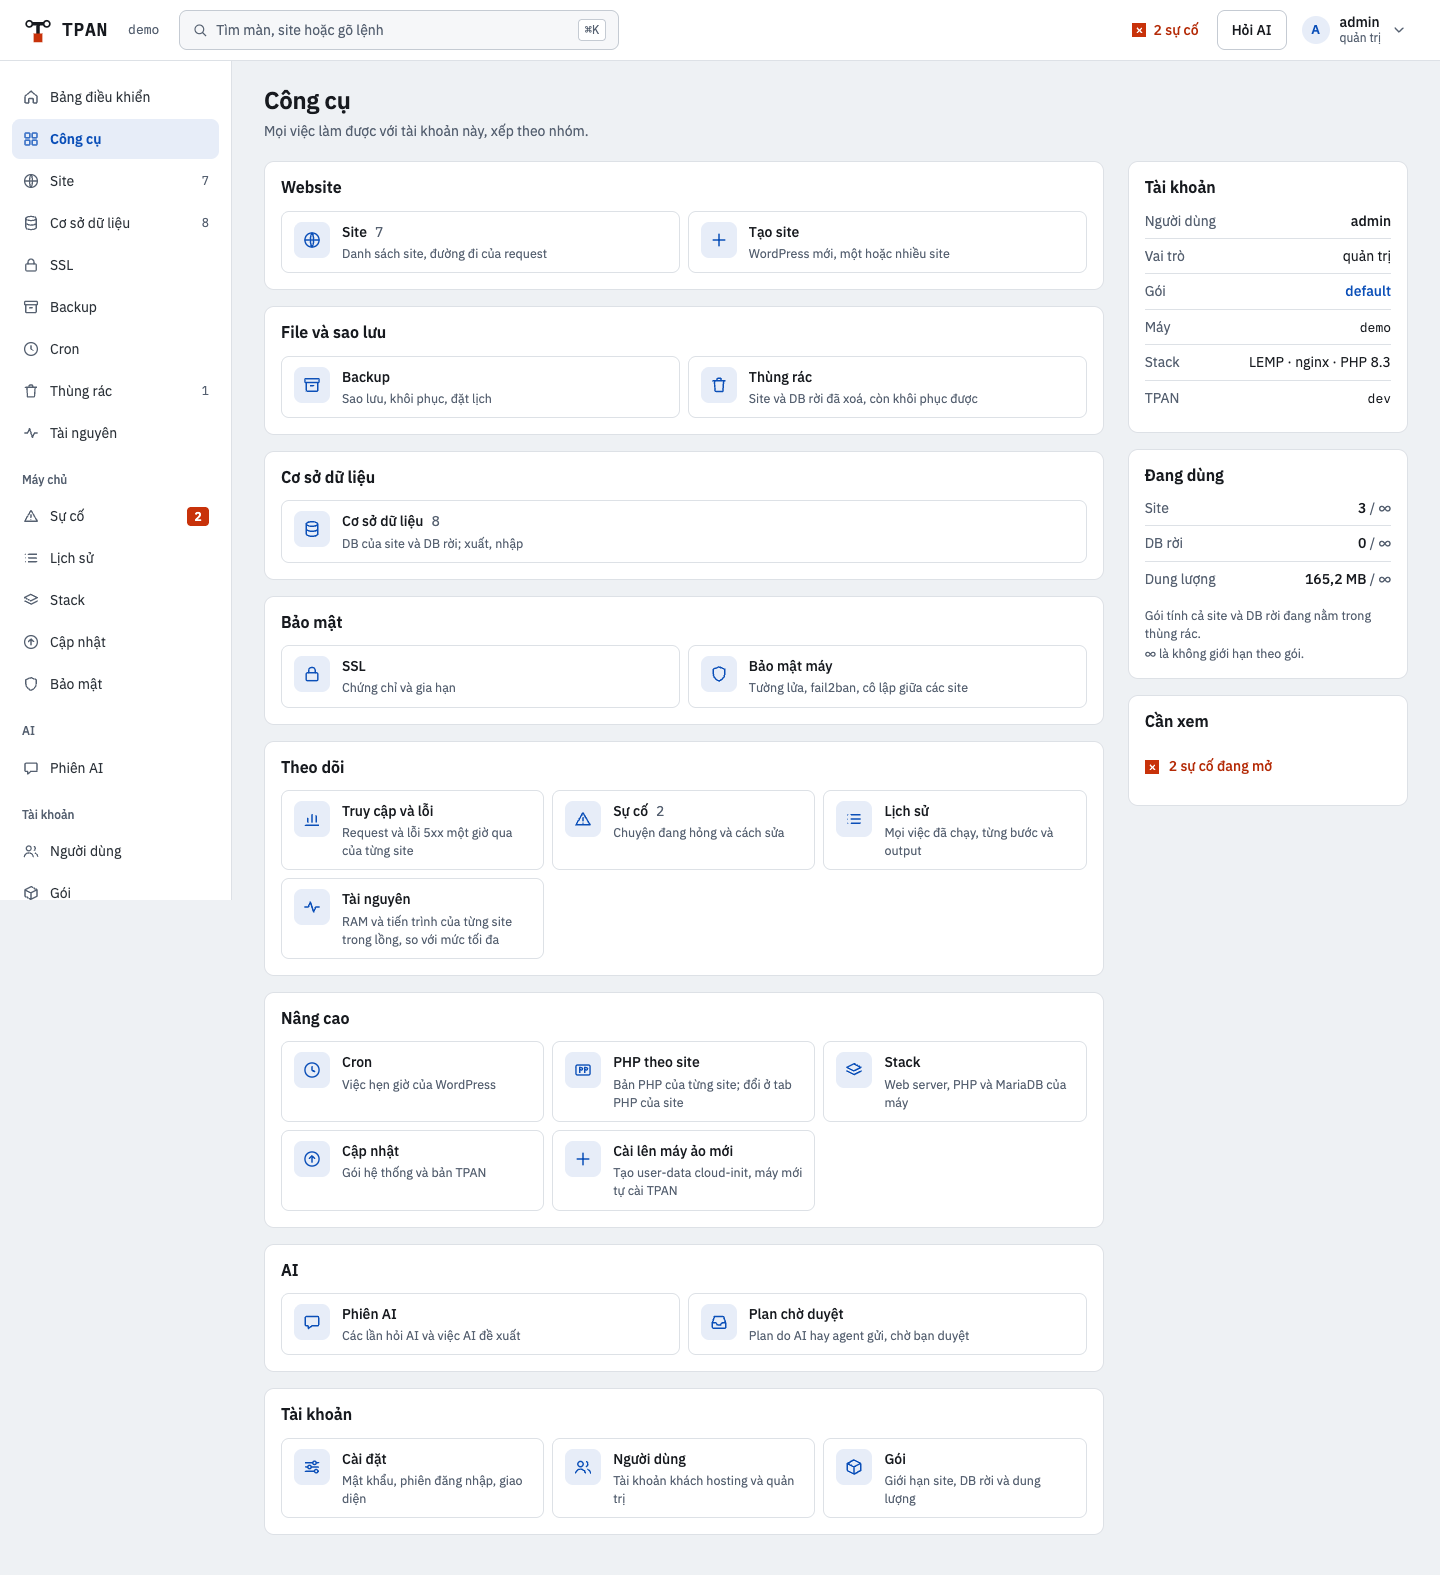 TPAN
demo
Tìm màn, site hoặc gõ lệnh
⌘K
2 sự cố
Hỏi AI
A
admin
quản trị
Bảng điều khiển
Công cụ
Site 7
Cơ sở dữ liệu 8
SSL
Backup
Cron
Thùng rác 1
Tài nguyên
Máy chủ
Sự cố 2
Lịch sử
Stack
Cập nhật
Bảo mật
AI
Phiên AI
Tài khoản
Người dùng
Gói
Công cụ
Mọi việc làm được với tài khoản này, xếp theo nhóm.
Website
Site 7
Danh sách site, đường đi của request
Tạo site
WordPress mới, một hoặc nhiều site
File và sao lưu
Backup
Sao lưu, khôi phục, đặt lịch
Thùng rác
Site và DB rời đã xoá, còn khôi phục được
Cơ sở dữ liệu
Cơ sở dữ liệu 8
DB của site và DB rời; xuất, nhập
Bảo mật
SSL
Chứng chỉ và gia hạn
Bảo mật máy
Tường lửa, fail2ban, cô lập giữa các site
Theo dõi
Truy cập và lỗi
Request và lỗi 5xx một giờ qua
của từng site
Sự cố 2
Chuyện đang hỏng và cách sửa
Lịch sử
Mọi việc đã chạy, từng bước và
output
Tài nguyên
RAM và tiến trình của từng site
trong lồng, so với mức tối đa
Nâng cao
Cron
Việc hẹn giờ của WordPress
PHP theo site
Bản PHP của từng site; đổi ở tab
PHP của site
Stack
Web server, PHP và MariaDB của
máy
Cập nhật
Gói hệ thống và bản TPAN
Cài lên máy ảo mới
Tạo user-data cloud-init, máy mới
tự cài TPAN
AI
Phiên AI
Các lần hỏi AI và việc AI đề xuất
Plan chờ duyệt
Plan do AI hay agent gửi, chờ bạn duyệt
Tài khoản
Cài đặt
Mật khẩu, phiên đăng nhập, giao
diện
Người dùng
Tài khoản khách hosting và quản
trị
Gói
Giới hạn site, DB rời và dung
lượng
Tài khoản
Người dùng admin
Vai trò quản trị
Gói default
Máy demo
Stack LEMP · nginx · PHP 8.3
TPAN dev
Đang dùng
Site 3 / ∞
DB rời 0 / ∞
Dung lượng 165,2 MB / ∞
Gói tính cả site và DB rời đang nằm trong
thùng rác.
∞ là không giới hạn theo gói.
Cần xem
2 sự cố đang mở